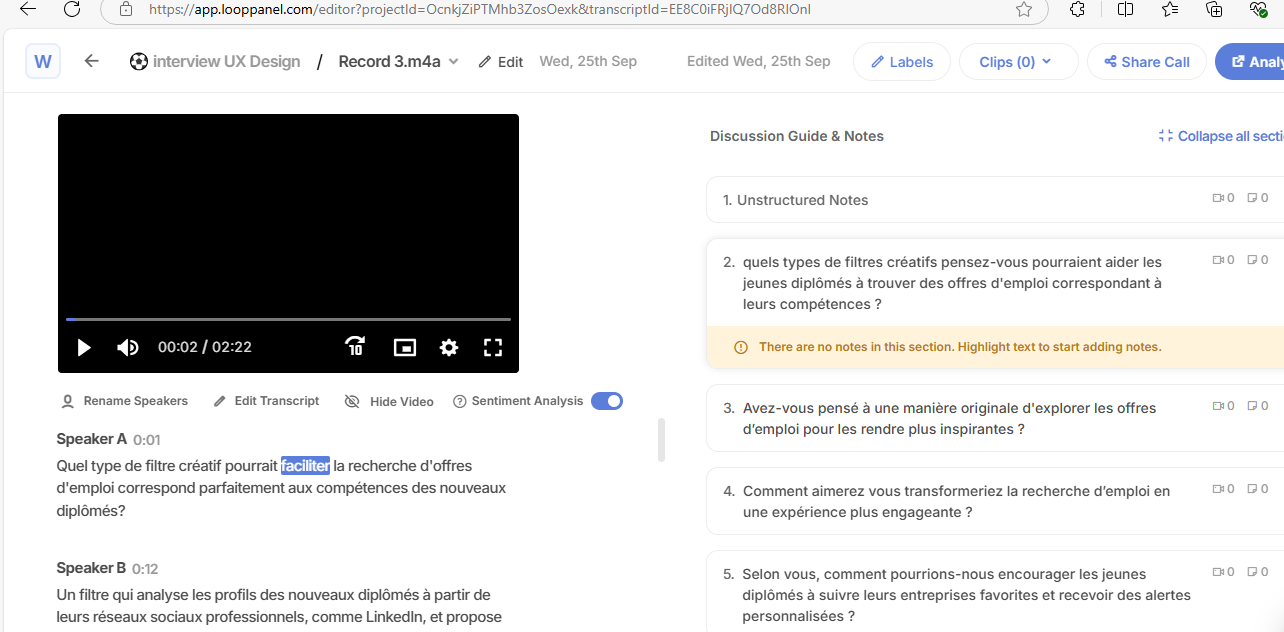 https://app.looppanel.com/editor?projectId=OcnkjZiPTMhb3ZosOexk&transcriptId=EE8C0iFRjIQ7Od8RIOnI
W
interview UX Design / Record 3.m4a Edit Wed, 25th Sep Edited Wed, 25th Sep Labels Clips (0) Share Call Analy
10 00:02 / 02:22
Rename Speakers Edit Transcript Hide Video Sentiment Analysis
Speaker A 0:01
Quel type de filtre créatif pourrait faciliter la recherche d'offres
d'emploi correspond parfaitement aux compétences des nouveaux
diplômés?
Speaker B 0:12
Un filtre qui analyse les profils des nouveaux diplômés à partir de
leurs réseaux sociaux professionnels, comme LinkedIn, et propose
Discussion Guide & Notes Collapse all secti
1. Unstructured Notes 0 0
2. quels types de filtres créatifs pensez-vous pourraient aider les 0 0
jeunes diplômés à trouver des offres d'emploi correspondant à
leurs compétences ?
There are no notes in this section. Highlight text to start adding notes.
3. Avez-vous pensé à une manière originale d'explorer les offres 0 0
d'emploi pour les rendre plus inspirantes ?
4. Comment aimerez vous transformeriez la recherche d'emploi en 0 0
une expérience plus engageante ?
5. Selon vous, comment pourrions-nous encourager les jeunes 0 0
diplômés à suivre leurs entreprises favorites et recevoir des alertes
personnalisées ?